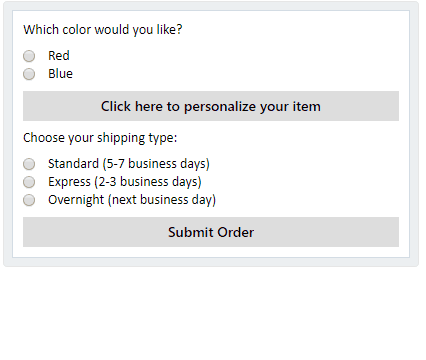 Which color would you like?
Red
Blue
Click here to personalize your item
Choose your shipping type:
Standard (5-7 business days)
Express (2-3 business days)
Overnight (next business day)
Submit Order